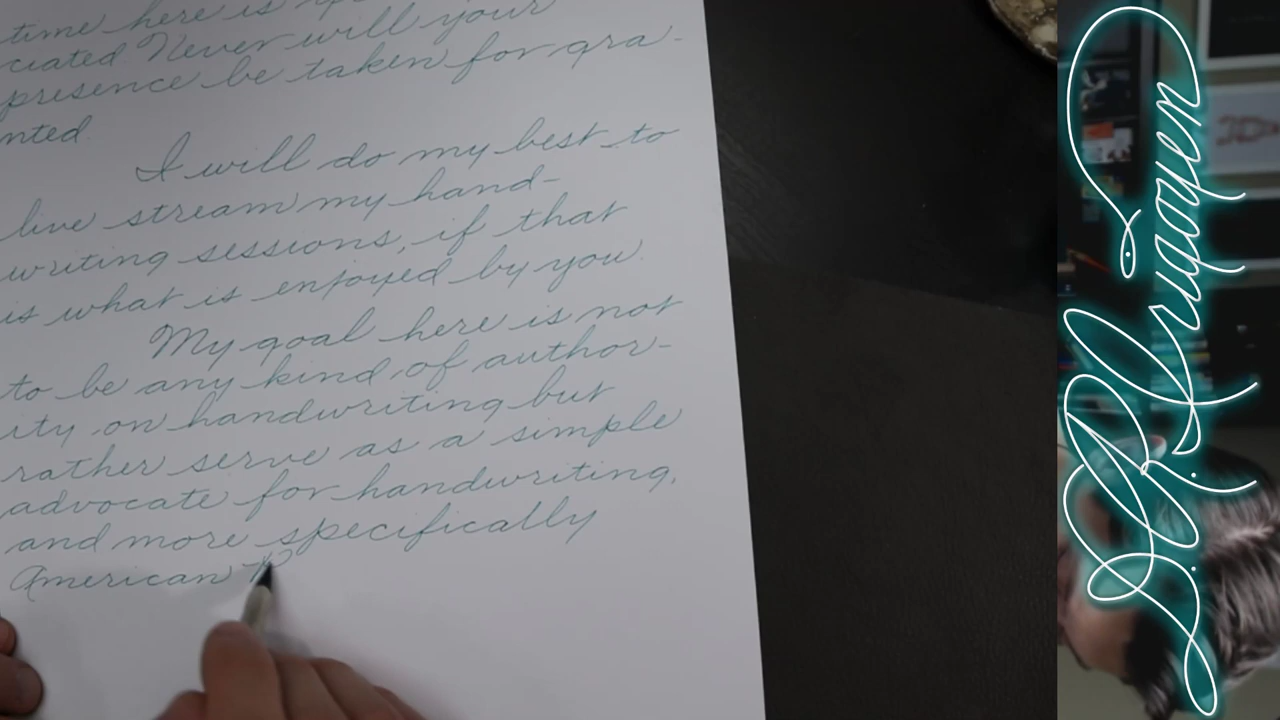 time here is
ciated. Never will your
presence be taken for gra-
nted.
I will do my best to
live stream my hand-
writing sessions, if that
is what is enjoyed by you.
My goal here is not
to be any kind of author-
ity on handwriting but
rather serve as a simple
advocate for handwriting,
and more specifically
American P